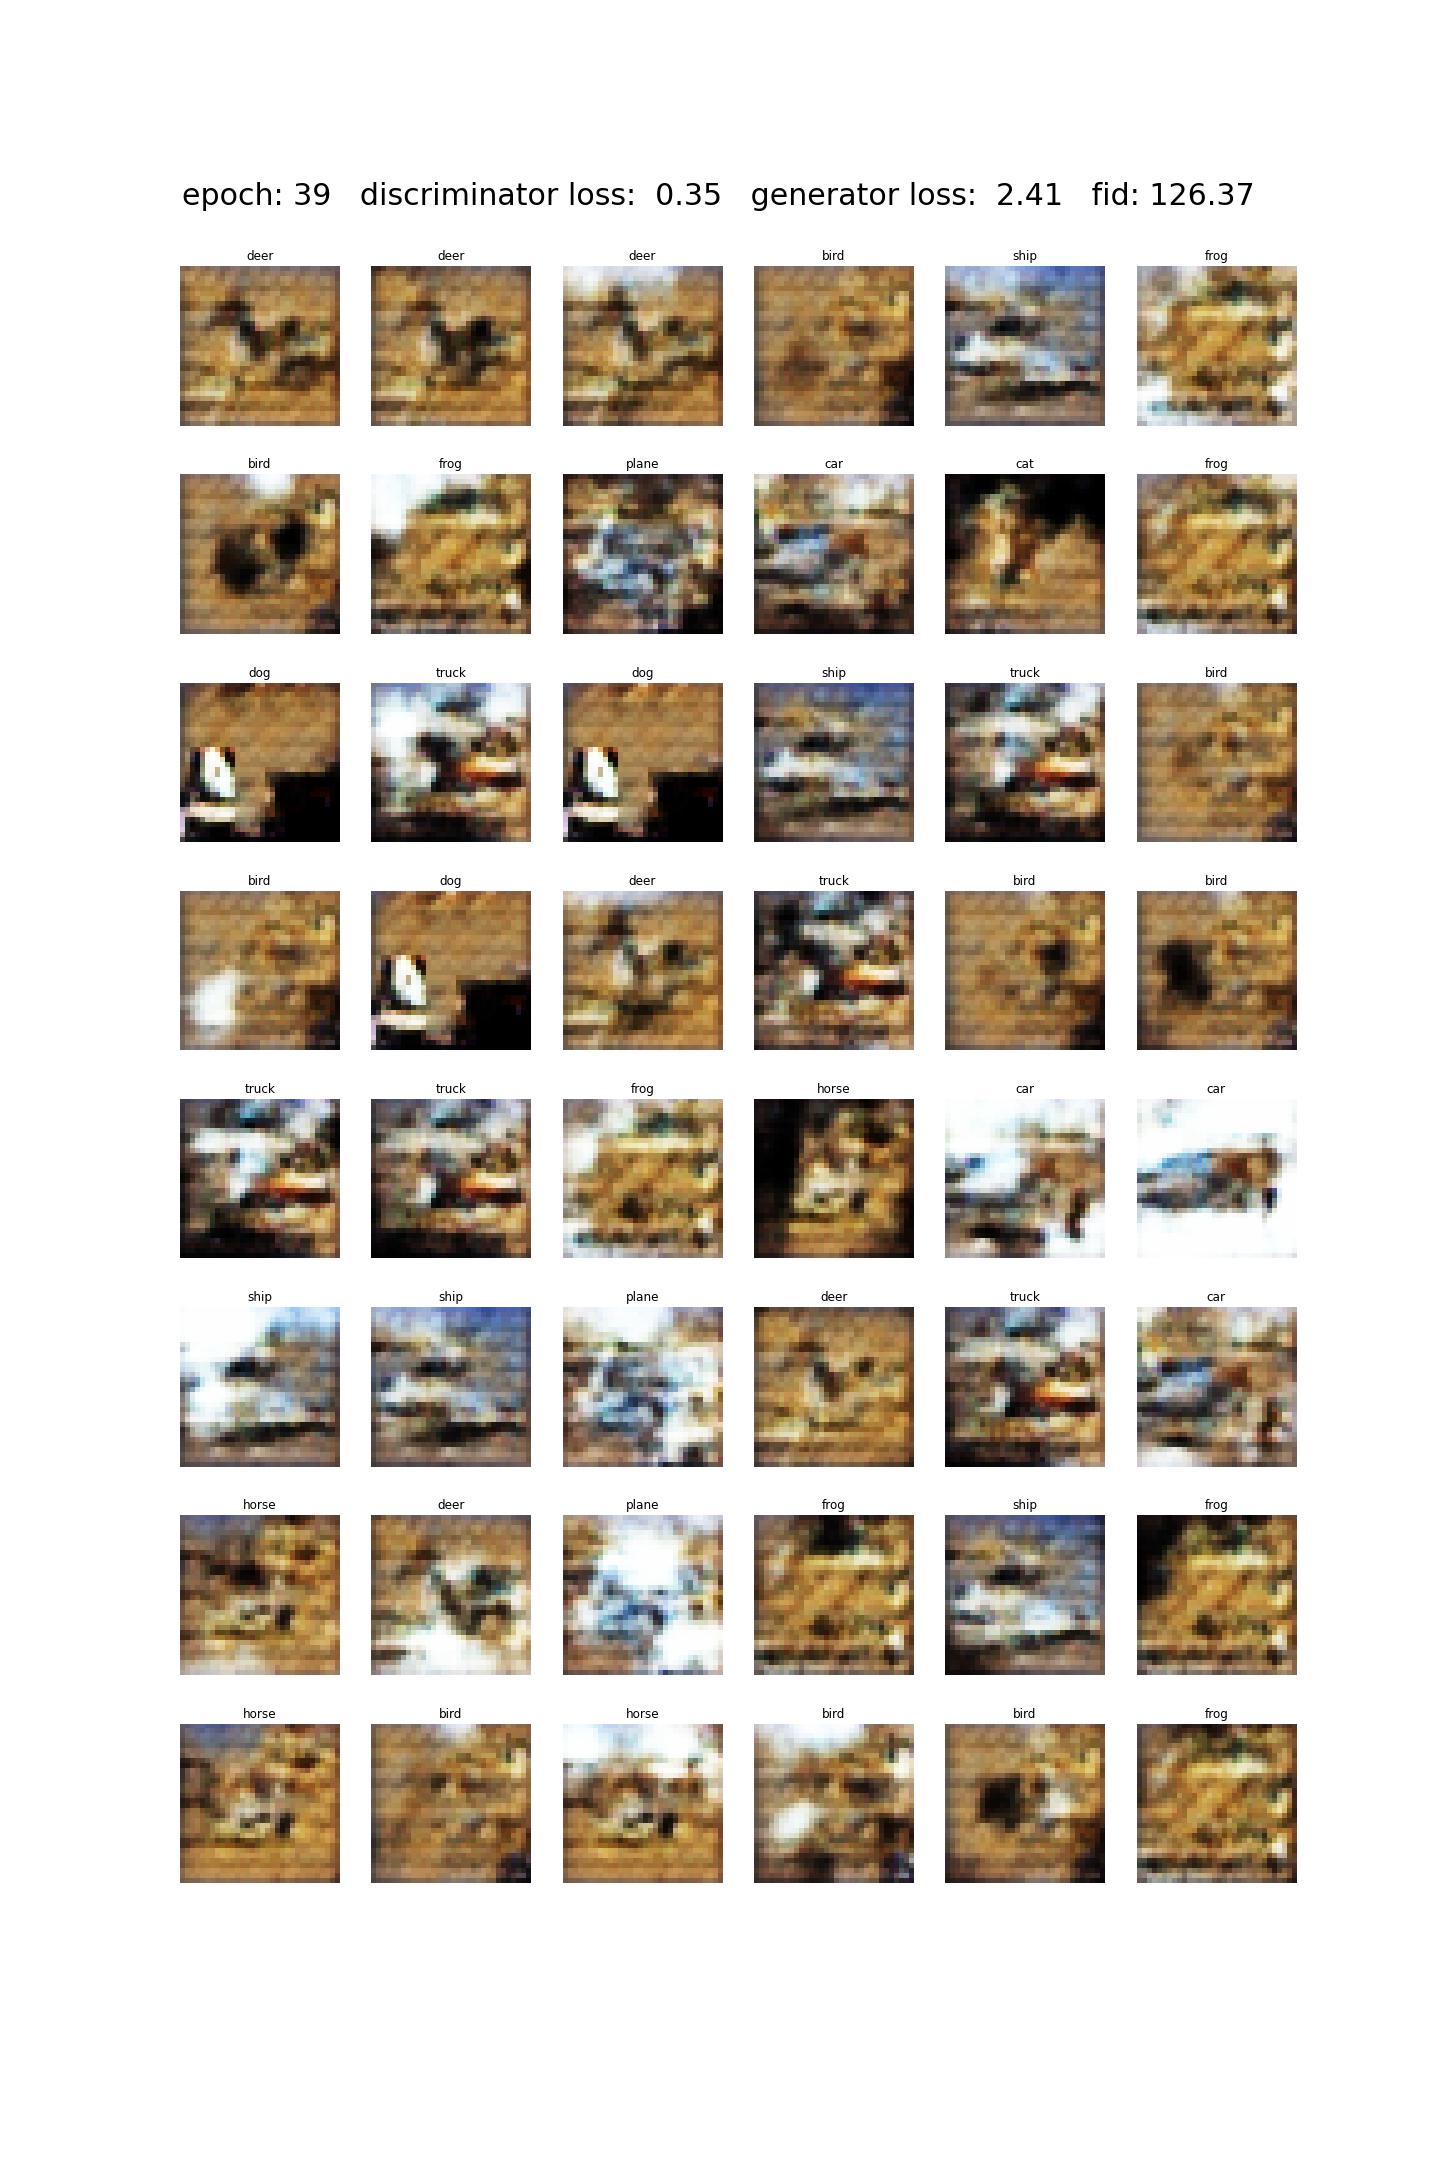 epoch: 39   discriminator loss:  0.35   generator loss:  2.41   fid: 126.37
deer deer deer bird ship frog
bird frog plane car cat frog
dog truck dog ship truck bird
bird dog deer truck bird bird
truck truck frog horse car car
ship ship plane deer truck car
horse deer plane frog ship frog
horse bird horse bird bird frog